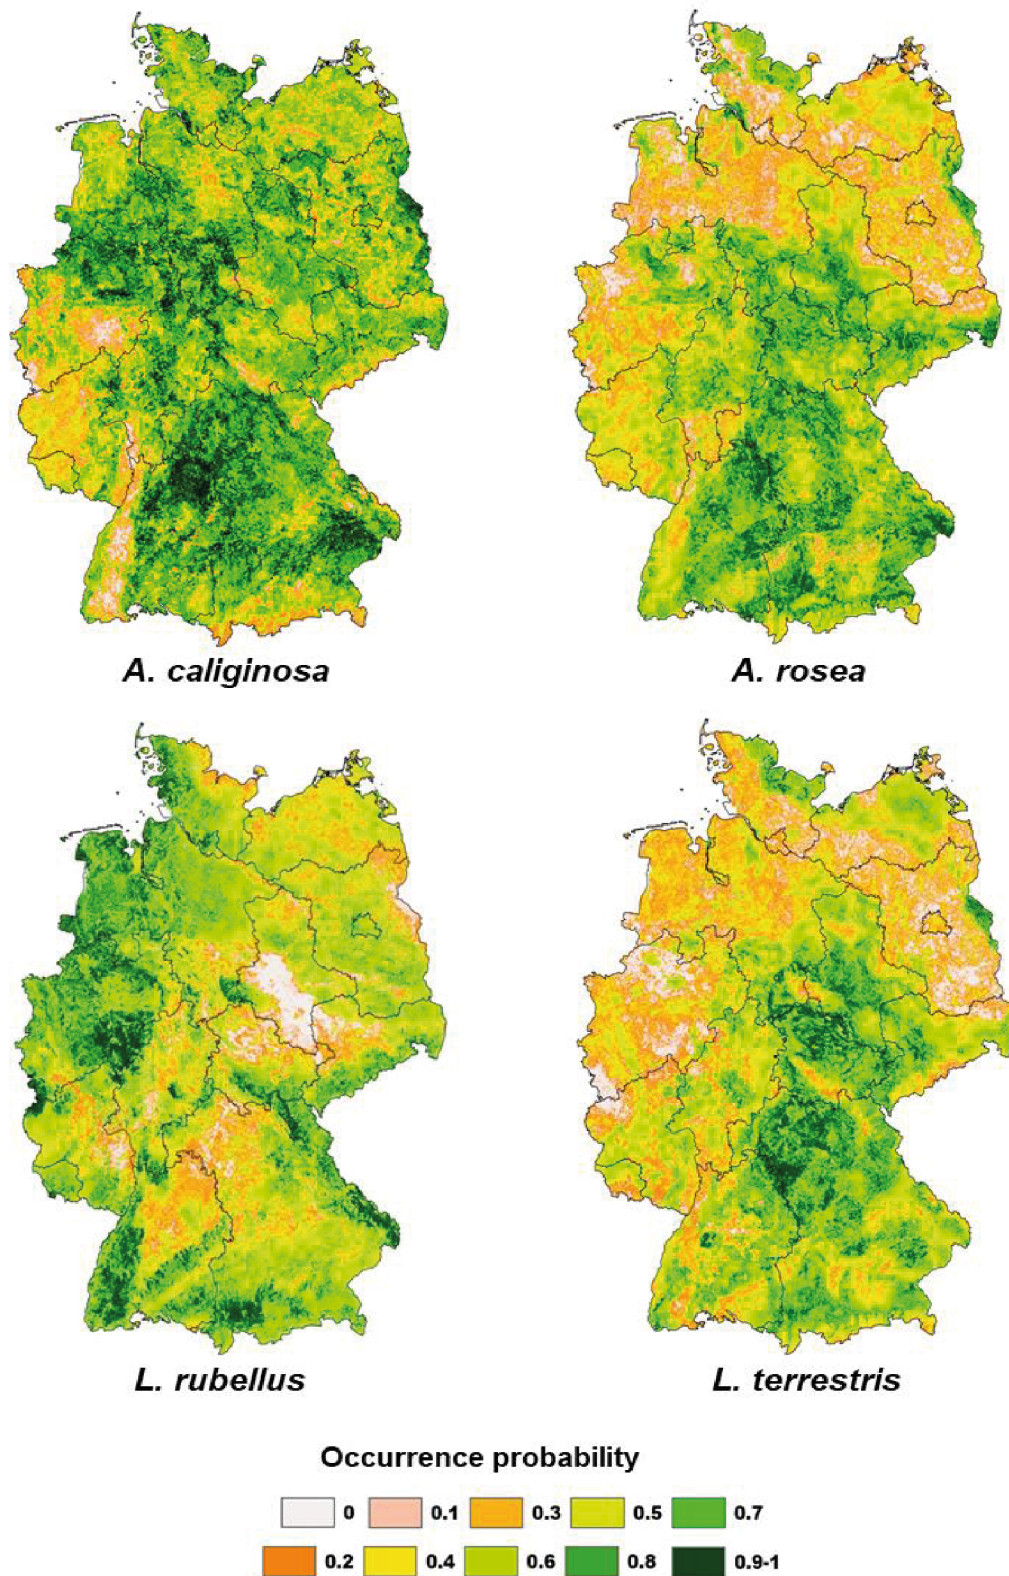 A. caliginosa
A. rosea
L. rubellus
L. terrestris
Occurrence probability
0 0.1 0.3 0.5 0.7
0.2 0.4 0.6 0.8 0.9-1